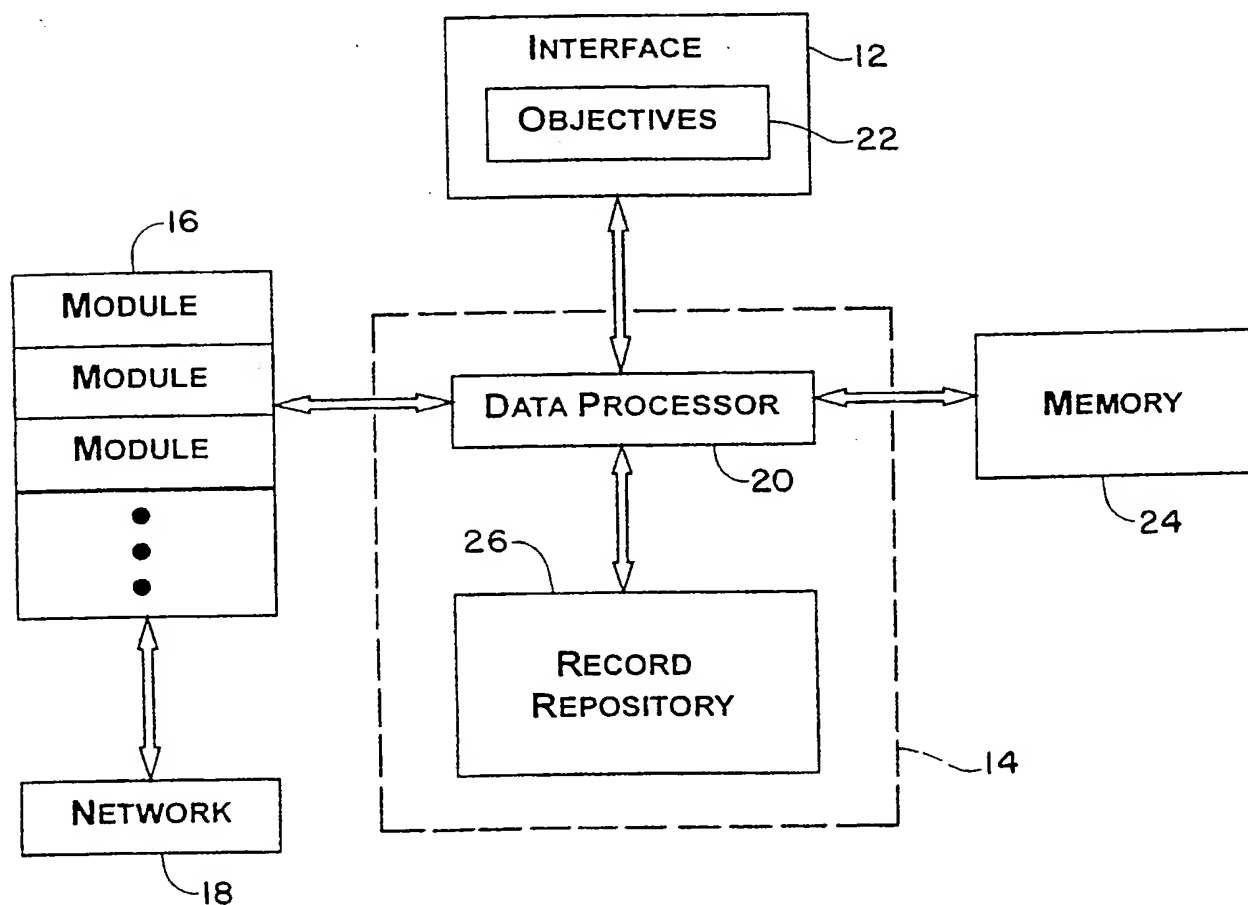 INTERFACE
12
OBJECTIVES
22
16
MODULE
MODULE
MODULE
DATA PROCESSOR
20
MEMORY
24
26
RECORD
REPOSITORY
14
NETWORK
18